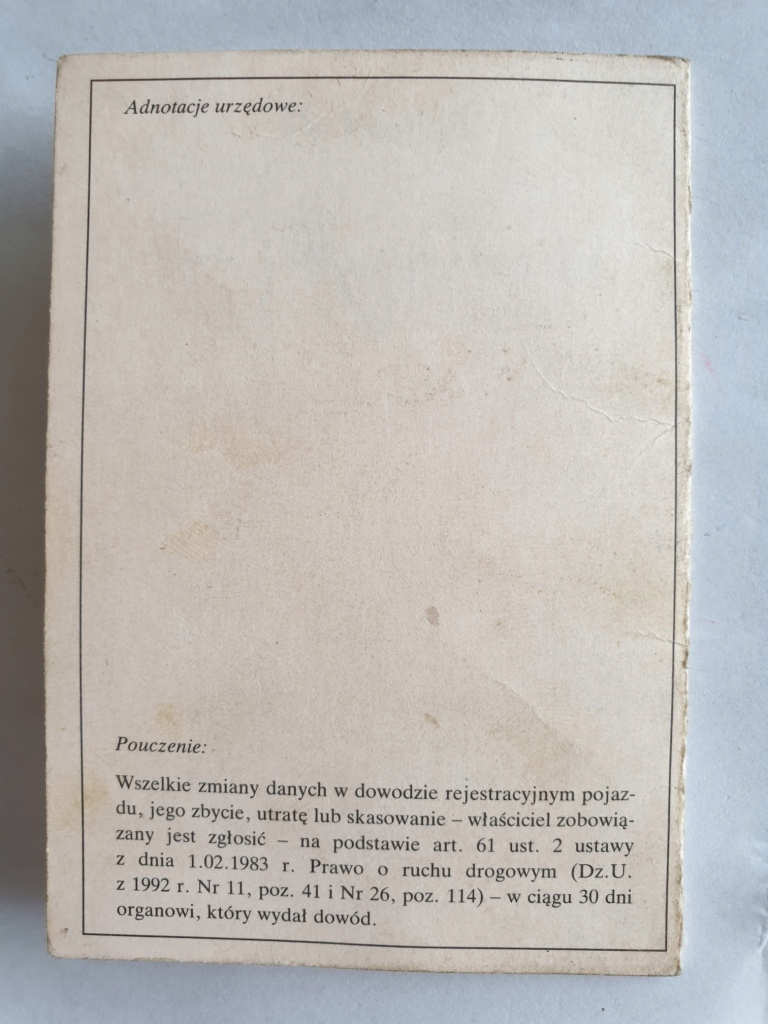 Adnotacje urzędowe:
Pouczenie:
Wszelkie zmiany danych w dowodzie rejestracyjnym pojaz-
du, jego zbycie, utratę lub skasowanie – właściciel zobowią-
zany jest zgłosić – na podstawie art. 61 ust. 2 ustawy
z dnia 1.02.1983 r. Prawo o ruchu drogowym (Dz.U.
z 1992 r. Nr 11, poz. 41 i Nr 26, poz. 114) – w ciągu 30 dni
organowi, który wydał dowód.